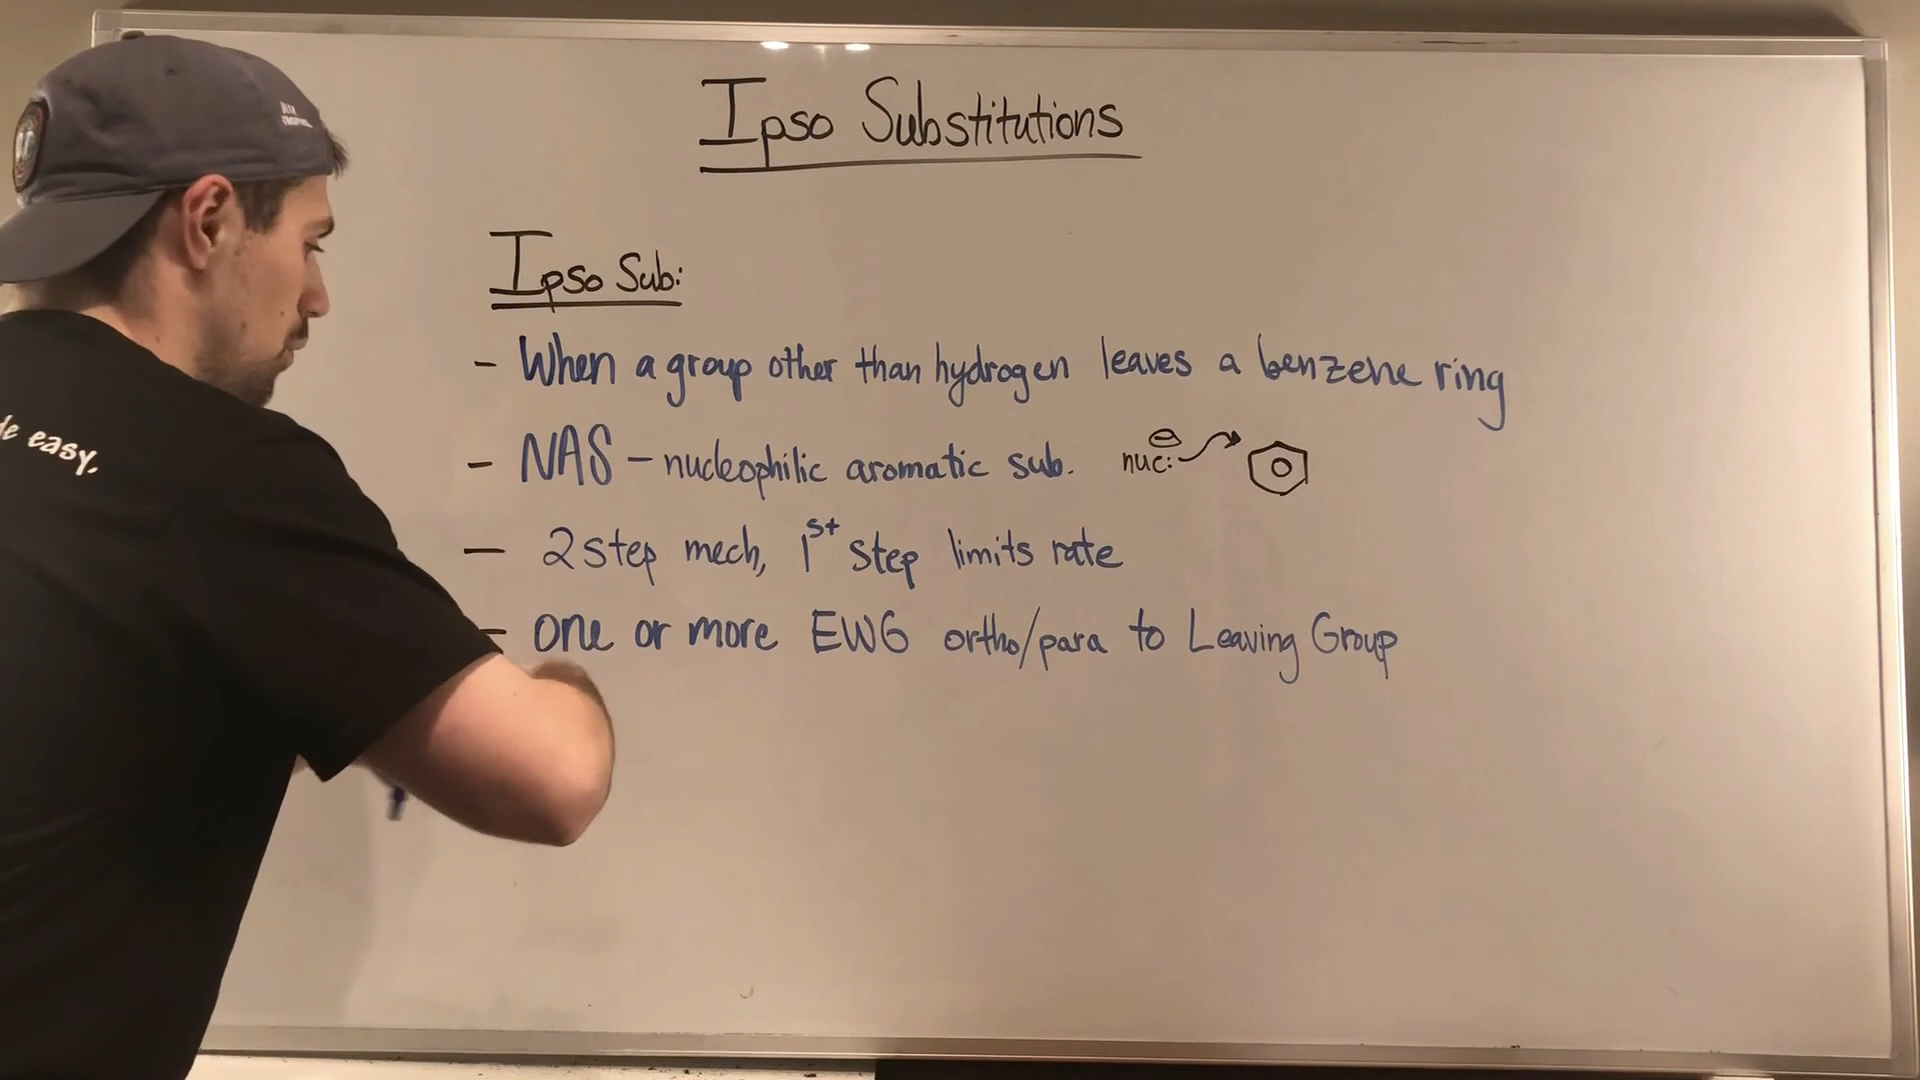 Ipso Substitutions
Ipso Sub:
- When a group other than hydrogen leaves a benzene ring
- NAS - nucleophilic aromatic sub. nuc:⊖
- 2 step mech, 1st step limits rate
- one or more EWG ortho/para to Leaving Group
easy.